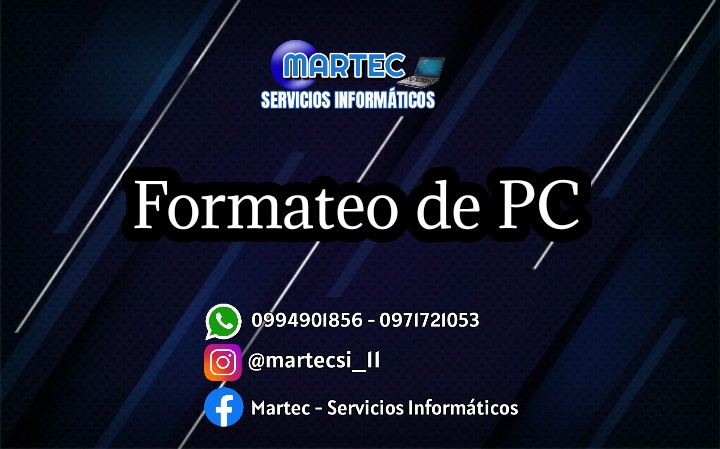 MARTEC
SERVICIOS INFORMÁTICOS
Formateo de PC
0994901856 - 0971721053
@martecsi_11
Martec - Servicios Informáticos